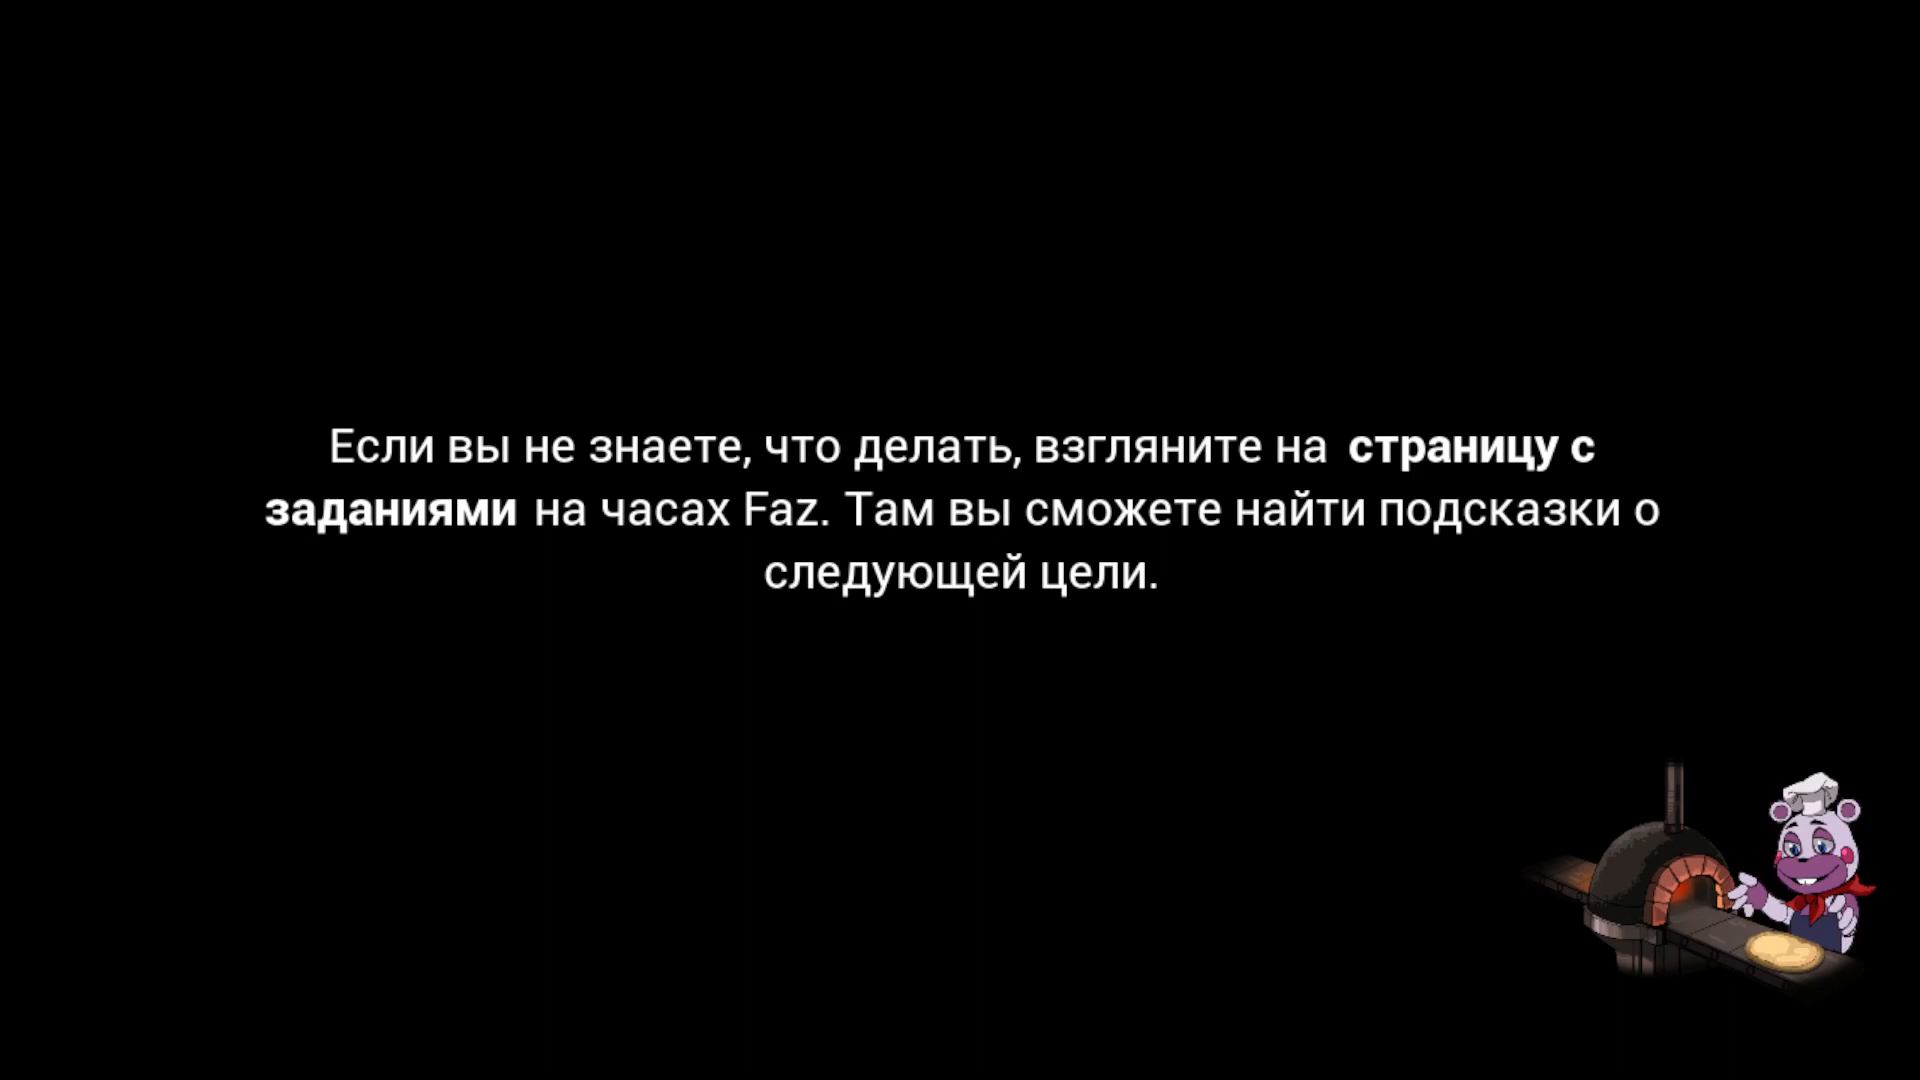 Если вы не знаете, что делать, взгляните на страницу с
заданиями на часах Faz. Там вы сможете найти подсказки о
следующей цели.